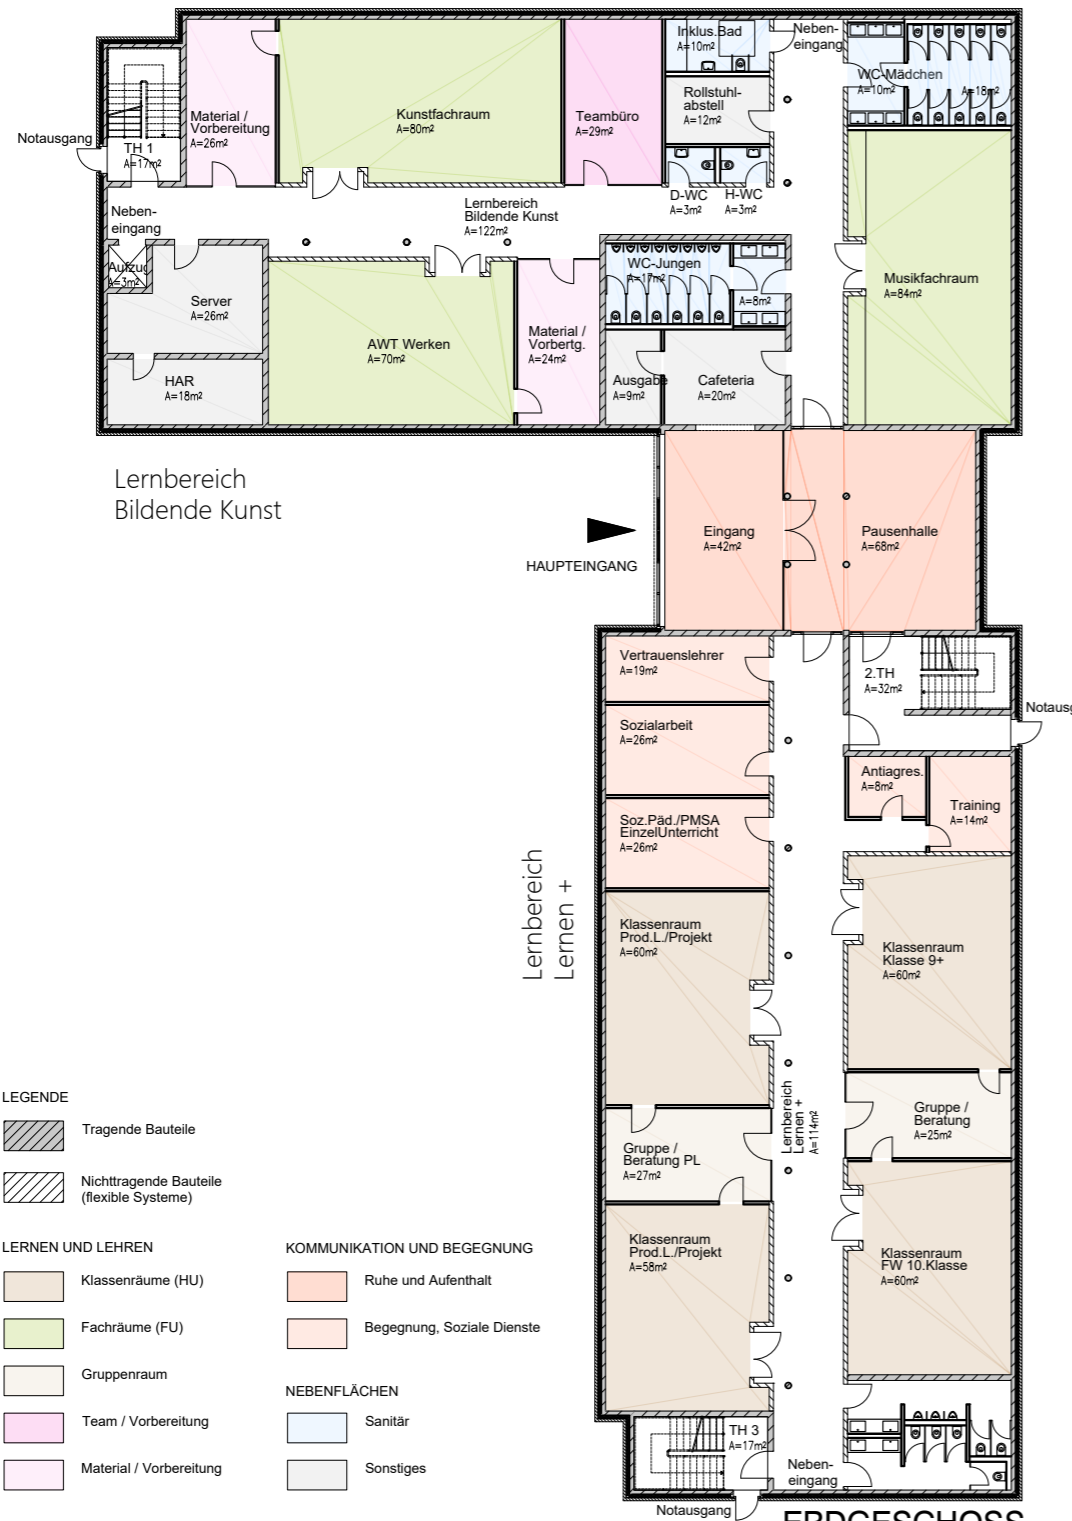 Inklus.Bad
A=10m²
Neben-
eingang
WC-Mädchen
A=10m²
A=18m²
Material /
Vorbereitung
A=26m²
Kunstfachraum
A=80m²
Teambüro
A=29m²
Rollstuhl-
abstell
A=12m²
Notausgang
TH 1
A=17m²
D-WC
A=3m²
H-WC
A=3m²
Neben-
eingang
Lernbereich
Bildende Kunst
A=122m²
Aufzug
A=3m²
Server
A=26m²
WC-Jungen
A=17m²
A=8m²
Musikfachraum
A=84m²
AWT Werken
A=70m²
Material /
Vorbertg.
A=24m²
HAR
A=18m²
Ausgabe
A=9m²
Cafeteria
A=20m²
Lernbereich
Bildende Kunst
HAUPTEINGANG
Eingang
A=42m²
Pausenhalle
A=68m²
Vertrauenslehrer
A=19m²
2.TH
A=32m²
Notausg
Sozialarbeit
A=26m²
Antiagres.
A=8m²
Training
A=14m²
Soz.Päd./PMSA
EinzelUnterricht
A=26m²
Lernbereich
Lernen +
Klassenraum
Prod.L./Projekt
A=60m²
Klassenraum
Klasse 9+
A=60m²
Lernbereich
Lernen +
A=114m²
Gruppe /
Beratung
A=25m²
Gruppe /
Beratung PL
A=27m²
Klassenraum
Prod.L./Projekt
A=58m²
Klassenraum
FW 10.Klasse
A=60m²
TH 3
A=17m²
Neben-
eingang
Notausgang
ERDGESCHOSS
LEGENDE
Tragende Bauteile
Nichttragende Bauteile
(flexible Systeme)
LERNEN UND LEHREN
Klassenräume (HU)
Fachräume (FU)
Gruppenraum
Team / Vorbereitung
Material / Vorbereitung
KOMMUNIKATION UND BEGEGNUNG
Ruhe und Aufenthalt
Begegnung, Soziale Dienste
NEBENFLÄCHEN
Sanitär
Sonstiges